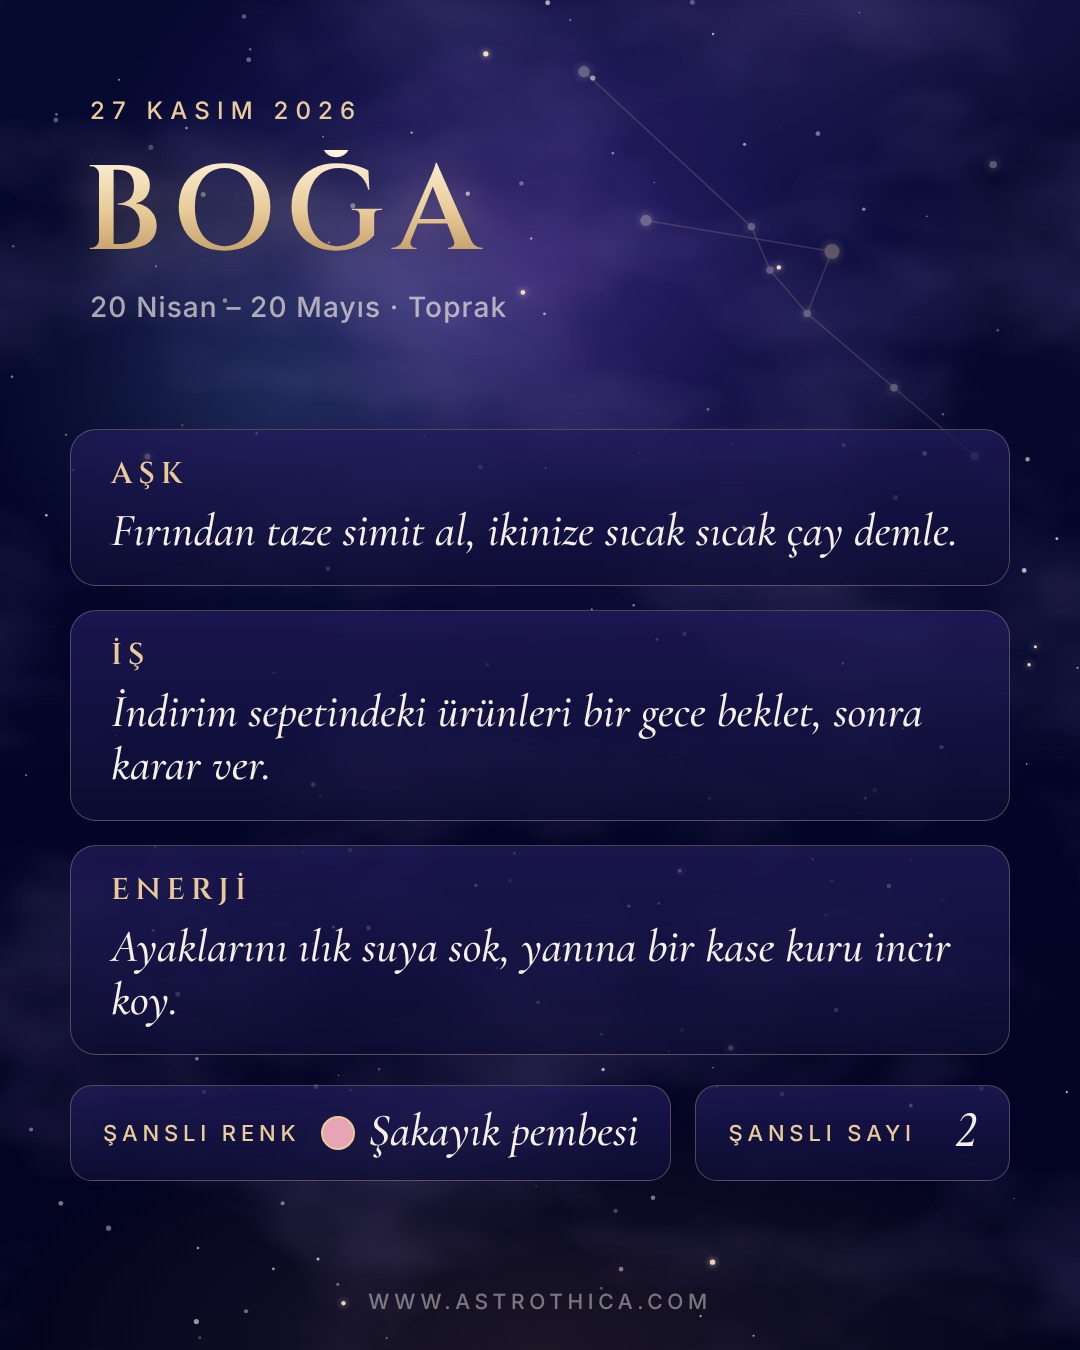 27 KASIM 2026
BOĞA
20 Nisan – 20 Mayıs · Toprak
AŞK
Fırından taze simit al, ikinize sıcak sıcak çay demle.
İŞ
İndirim sepetindeki ürünleri bir gece beklet, sonra
karar ver.
ENERJİ
Ayaklarını ılık suya sok, yanına bir kase kuru incir
koy.
ŞANSLI RENK Şakayık pembesi
ŞANSLI SAYI 2
WWW.ASTROTHICA.COM